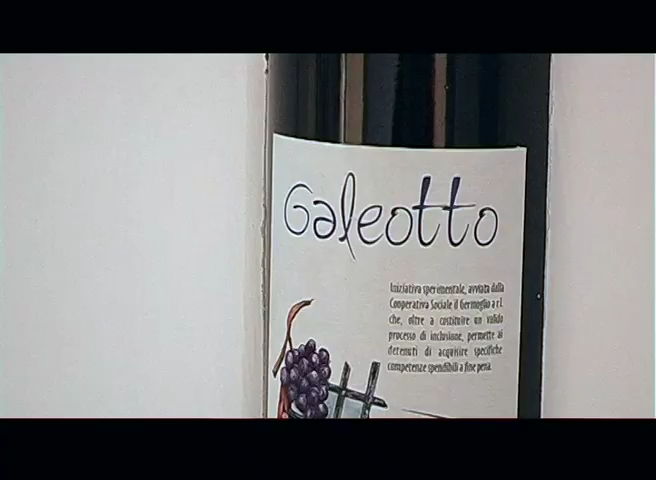 Galeotto
Iniziativa sperimentale, avviata dalla
Cooperativa Sociale il Germoglio a r.l.
che, oltre a costituire un valido
processo di inclusione, permette ai
detenuti di acquisire specifiche
competenze spendibili a fine pena.